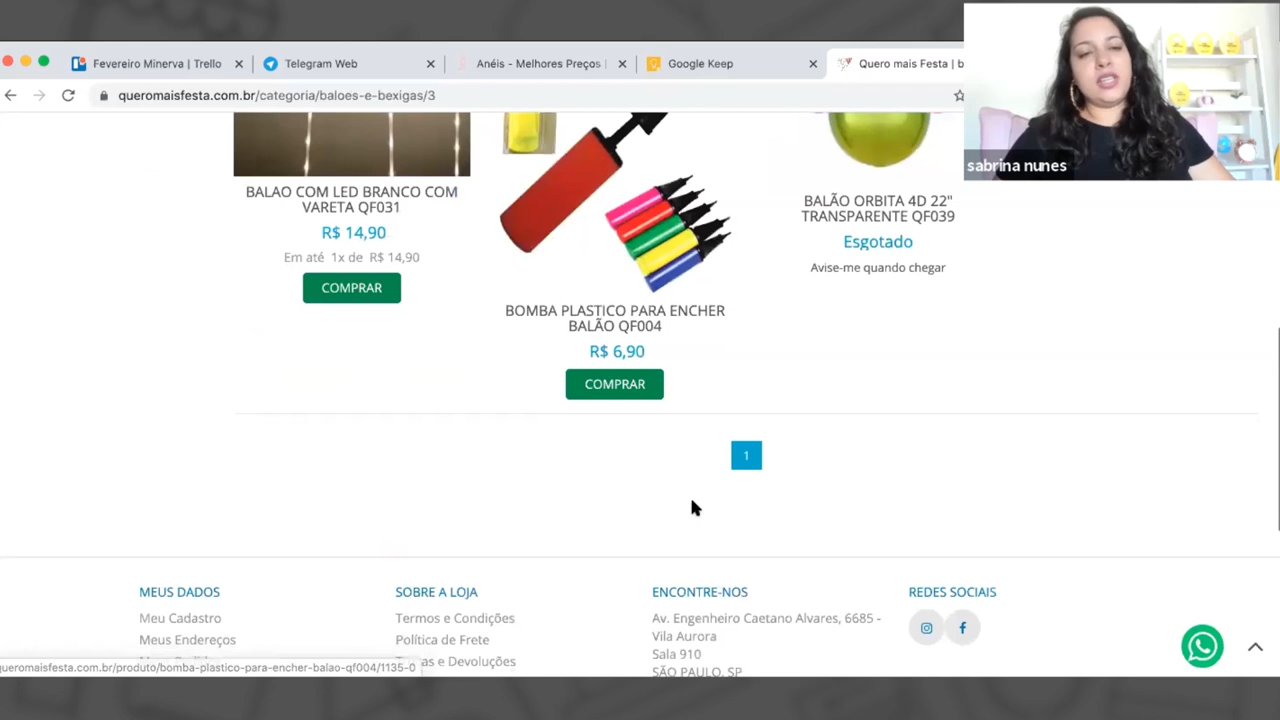 Fevereiro Minerva | Trello
Telegram Web
Anéis - Melhores Preços |
Google Keep
Quero mais Festa | b
queromaisfesta.com.br/categoria/baloes-e-bexigas/3
sabrina nunes
BALAO COM LED BRANCO COM
VARETA QF031
R$ 14,90
Em até 1x de R$ 14,90
COMPRAR
BOMBA PLASTICO PARA ENCHER
BALÃO QF004
R$ 6,90
COMPRAR
BALÃO ORBITA 4D 22"
TRANSPARENTE QF039
Esgotado
Avise-me quando chegar
1
MEUS DADOS
Meu Cadastro
Meus Endereços
SOBRE A LOJA
Termos e Condições
Política de Frete
e Devoluções
ENCONTRE-NOS
Av. Engenheiro Caetano Alvares, 6685 -
Vila Aurora
Sala 910
SÃO PAULO, SP
REDES SOCIAIS
queromaisfesta.com.br/produto/bomba-plastico-para-encher-balao-qf004/1135-0